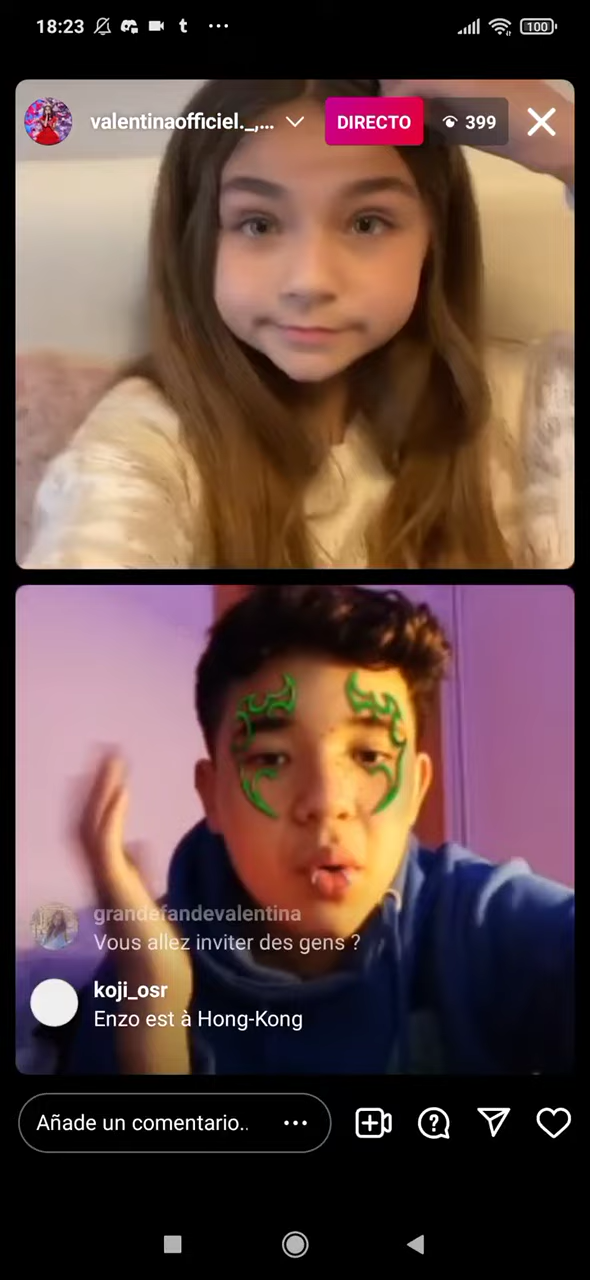 18:23
100
valentinaofficiel._,...
DIRECTO
399
grandefandevalentina
Vous allez inviter des gens ?
koji_osr
Enzo est à Hong-Kong
Añade un comentario..